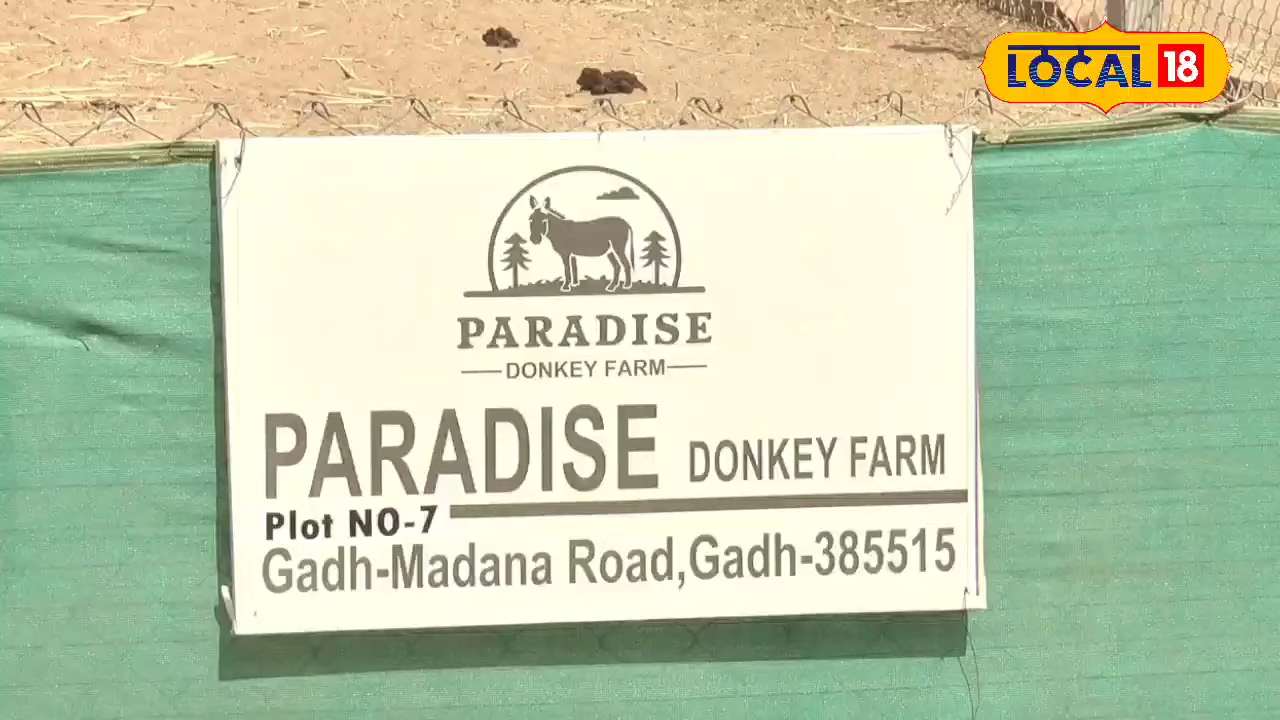 LOCAL 18
PARADISE
DONKEY FARM
PARADISE DONKEY FARM
Plot NO-7
Gadh-Madana Road,Gadh-385515